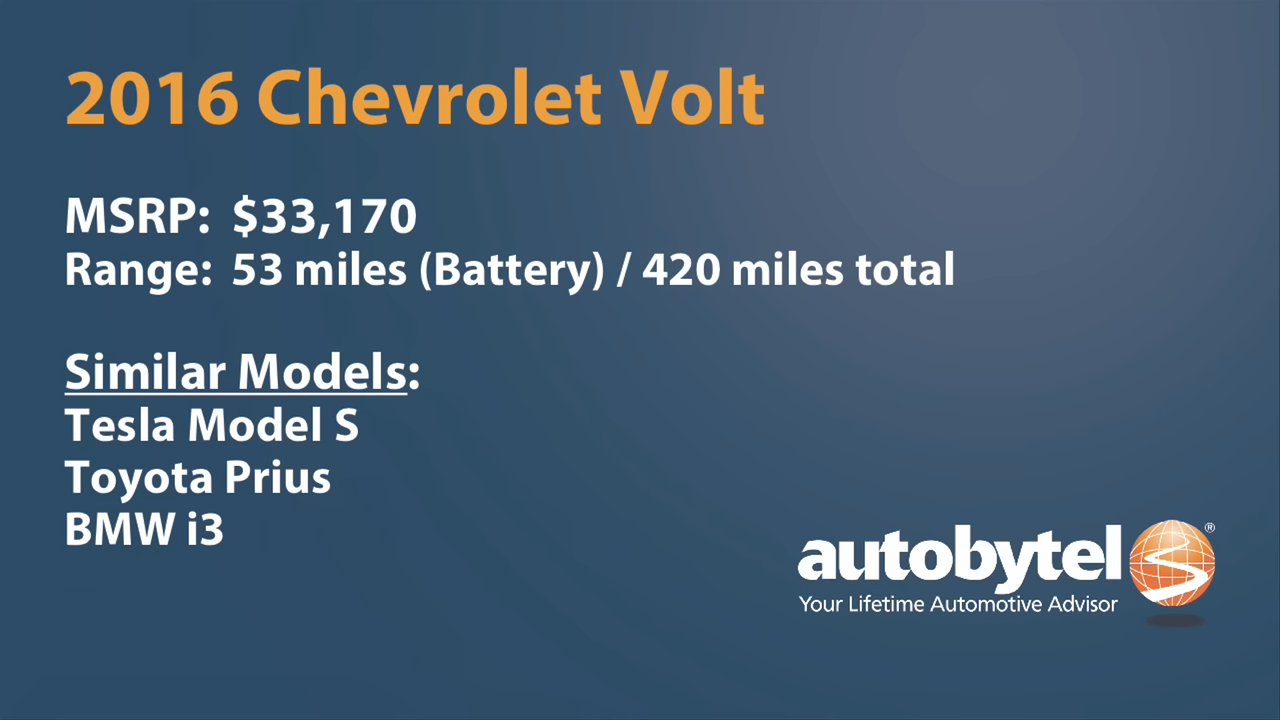 2016 Chevrolet Volt
MSRP: $33,170
Range: 53 miles (Battery) / 420 miles total
Similar Models:
Tesla Model S
Toyota Prius
BMW i3
autobytel®
Your Lifetime Automotive Advisor